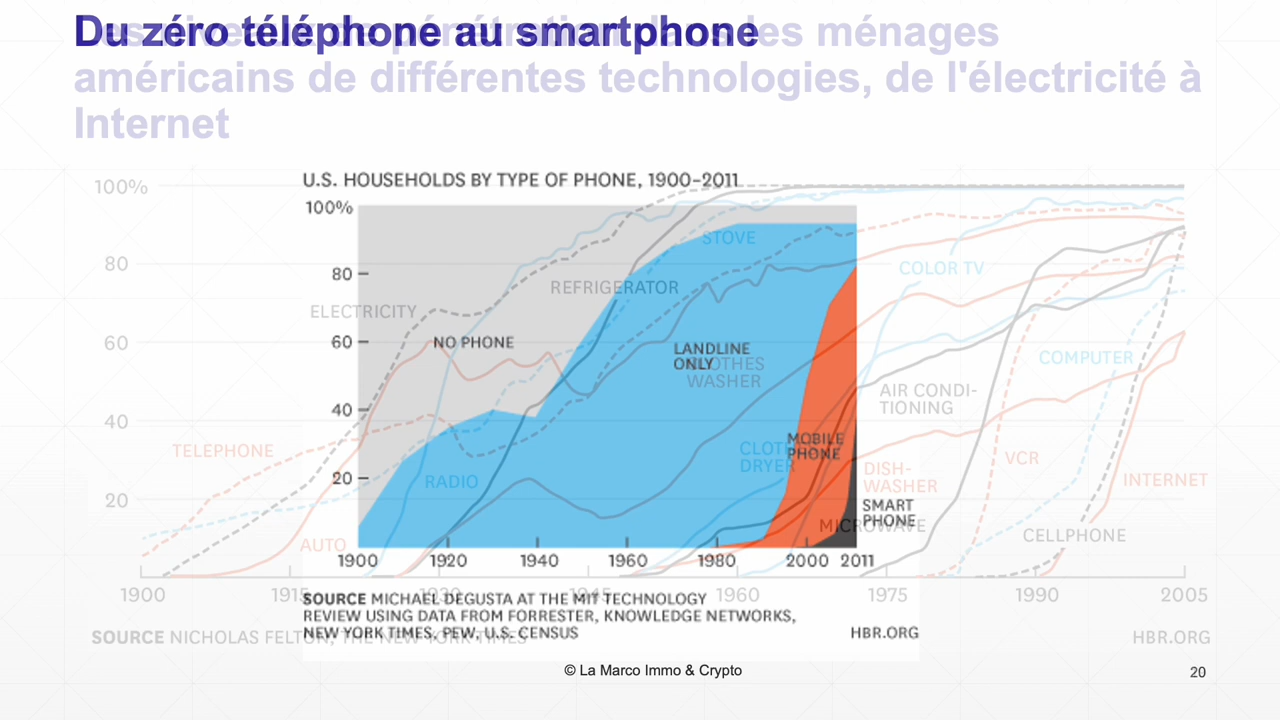 Du zéro téléphone au smartphone
des ménages
américains de différentes technologies, de l'électricité à
Internet
U.S. HOUSEHOLDS BY TYPE OF PHONE, 1900–2011
100%
100%
80
80
60
60
40
40
20
20
STOVE
COLOR TV
REFRIGERATOR
ELECTRICITY
NO PHONE
LANDLINE
ONLY
CLOTHES
WASHER
COMPUTER
AIR CONDI-
TIONING
TELEPHONE
MOBILE
PHONE
CLOTHES
DRYER
DISH-
WASHER
VCR
INTERNET
RADIO
SMART
PHONE
MICROWAVE
CELLPHONE
AUTO
1900 1920 1940 1960 1980 2000 2011
1900 1915 1930 1945 1960 1975 1990 2005
SOURCE MICHAEL DEGUSTA AT THE MIT TECHNOLOGY
REVIEW USING DATA FROM FORRESTER, KNOWLEDGE NETWORKS,
NEW YORK TIMES, PEW, U.S. CENSUS
HBR.ORG
SOURCE NICHOLAS FELTON, THE NEW YORK TIMES
HBR.ORG
© La Marco Immo & Crypto
20